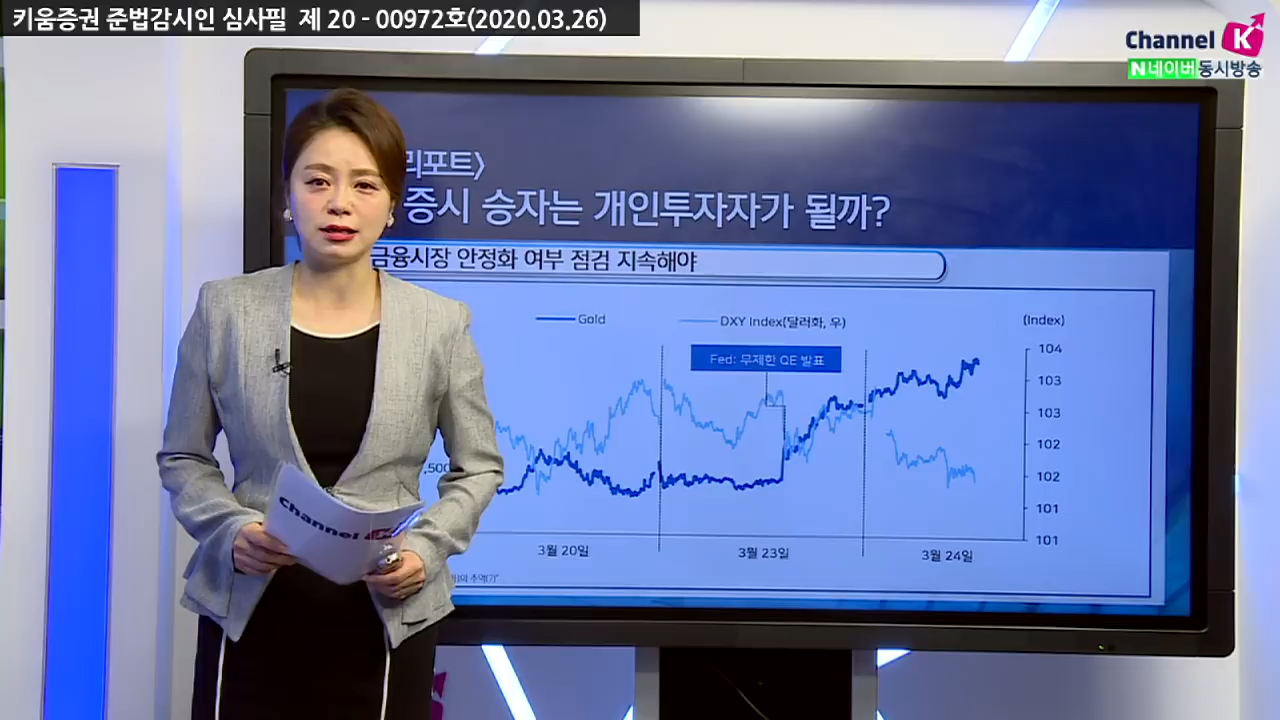 키움증권 준법감시인 심사필 제 20 - 00972호(2020.03.26)
Channel K
N 네이버 동시방송
리포트>
증시 승자는 개인투자자가 될까?
금융시장 안정화 여부 점검 지속해야
Gold
DXY Index(달러화, 우)
(Index)
Fed: 무제한 QE 발표
104
103
103
102
,500
102
101
101
3월 20일
3월 23일
3월 24일
의 추억(?)"
Channel